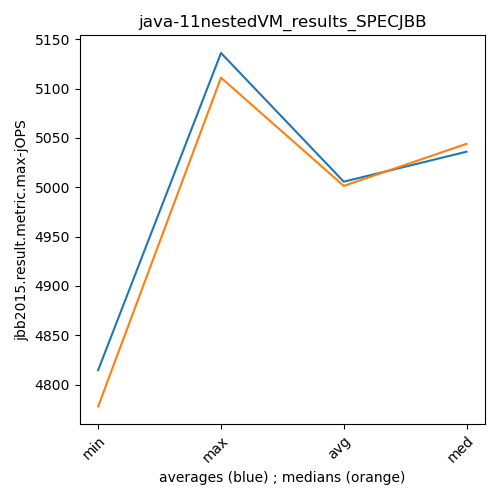 java-11nestedVM_results_SPECJBB
jbb2015.result.metric.max-jOPS
5150
5100
5050
5000
4950
4900
4850
4800
min
max
avg
med
averages (blue) ; medians (orange)